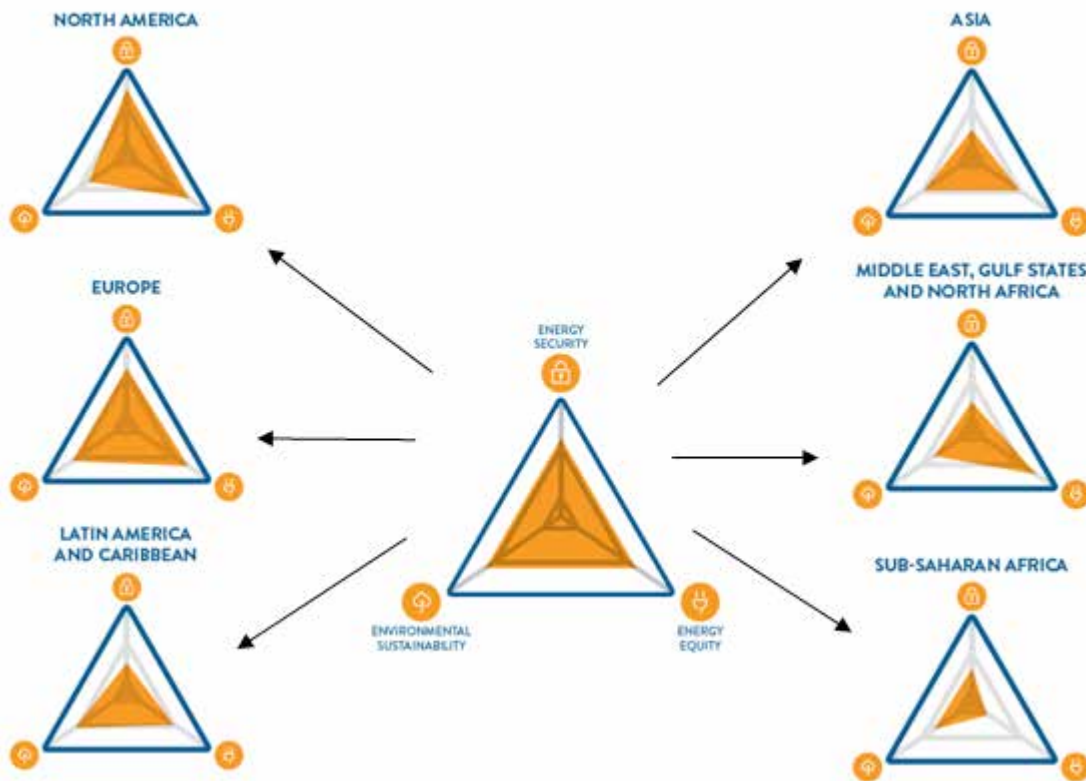 NORTH AMERICA
ASIA
EUROPE
MIDDLE EAST, GULF STATES
AND NORTH AFRICA
ENERGY
SECURITY
LATIN AMERICA
AND CARIBBEAN
SUB-SAHARAN AFRICA
ENVIRONMENTAL
SUSTAINABILITY
ENERGY
EQUITY